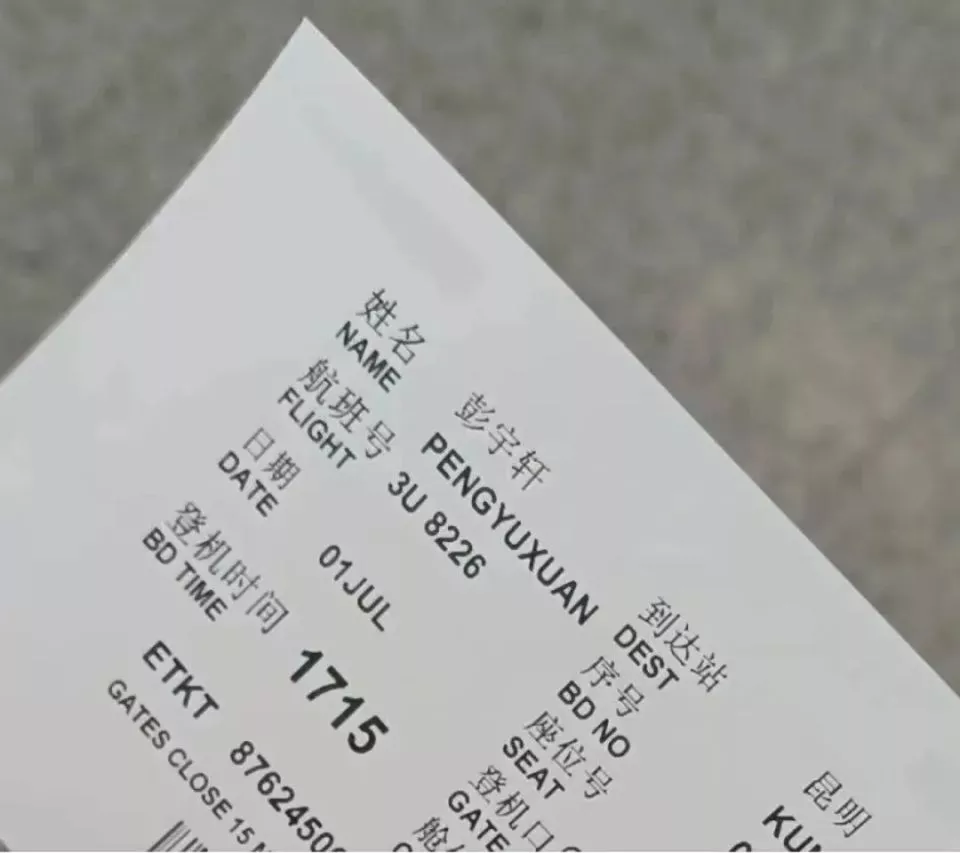 姓名 彭宇轩
NAME PENGYUXUAN
航班号 3U 8226
FLIGHT
日期
DATE 01JUL
登机时间
BD TIME 1715
ETKT 87624500
GATES CLOSE 15
到达站 昆明
DEST KUN
序号
BD NO
座位号
SEAT
登机口
GATE